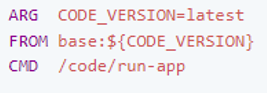 ARG  CODE_VERSION=latest
FROM base:${CODE_VERSION}
CMD  /code/run-app